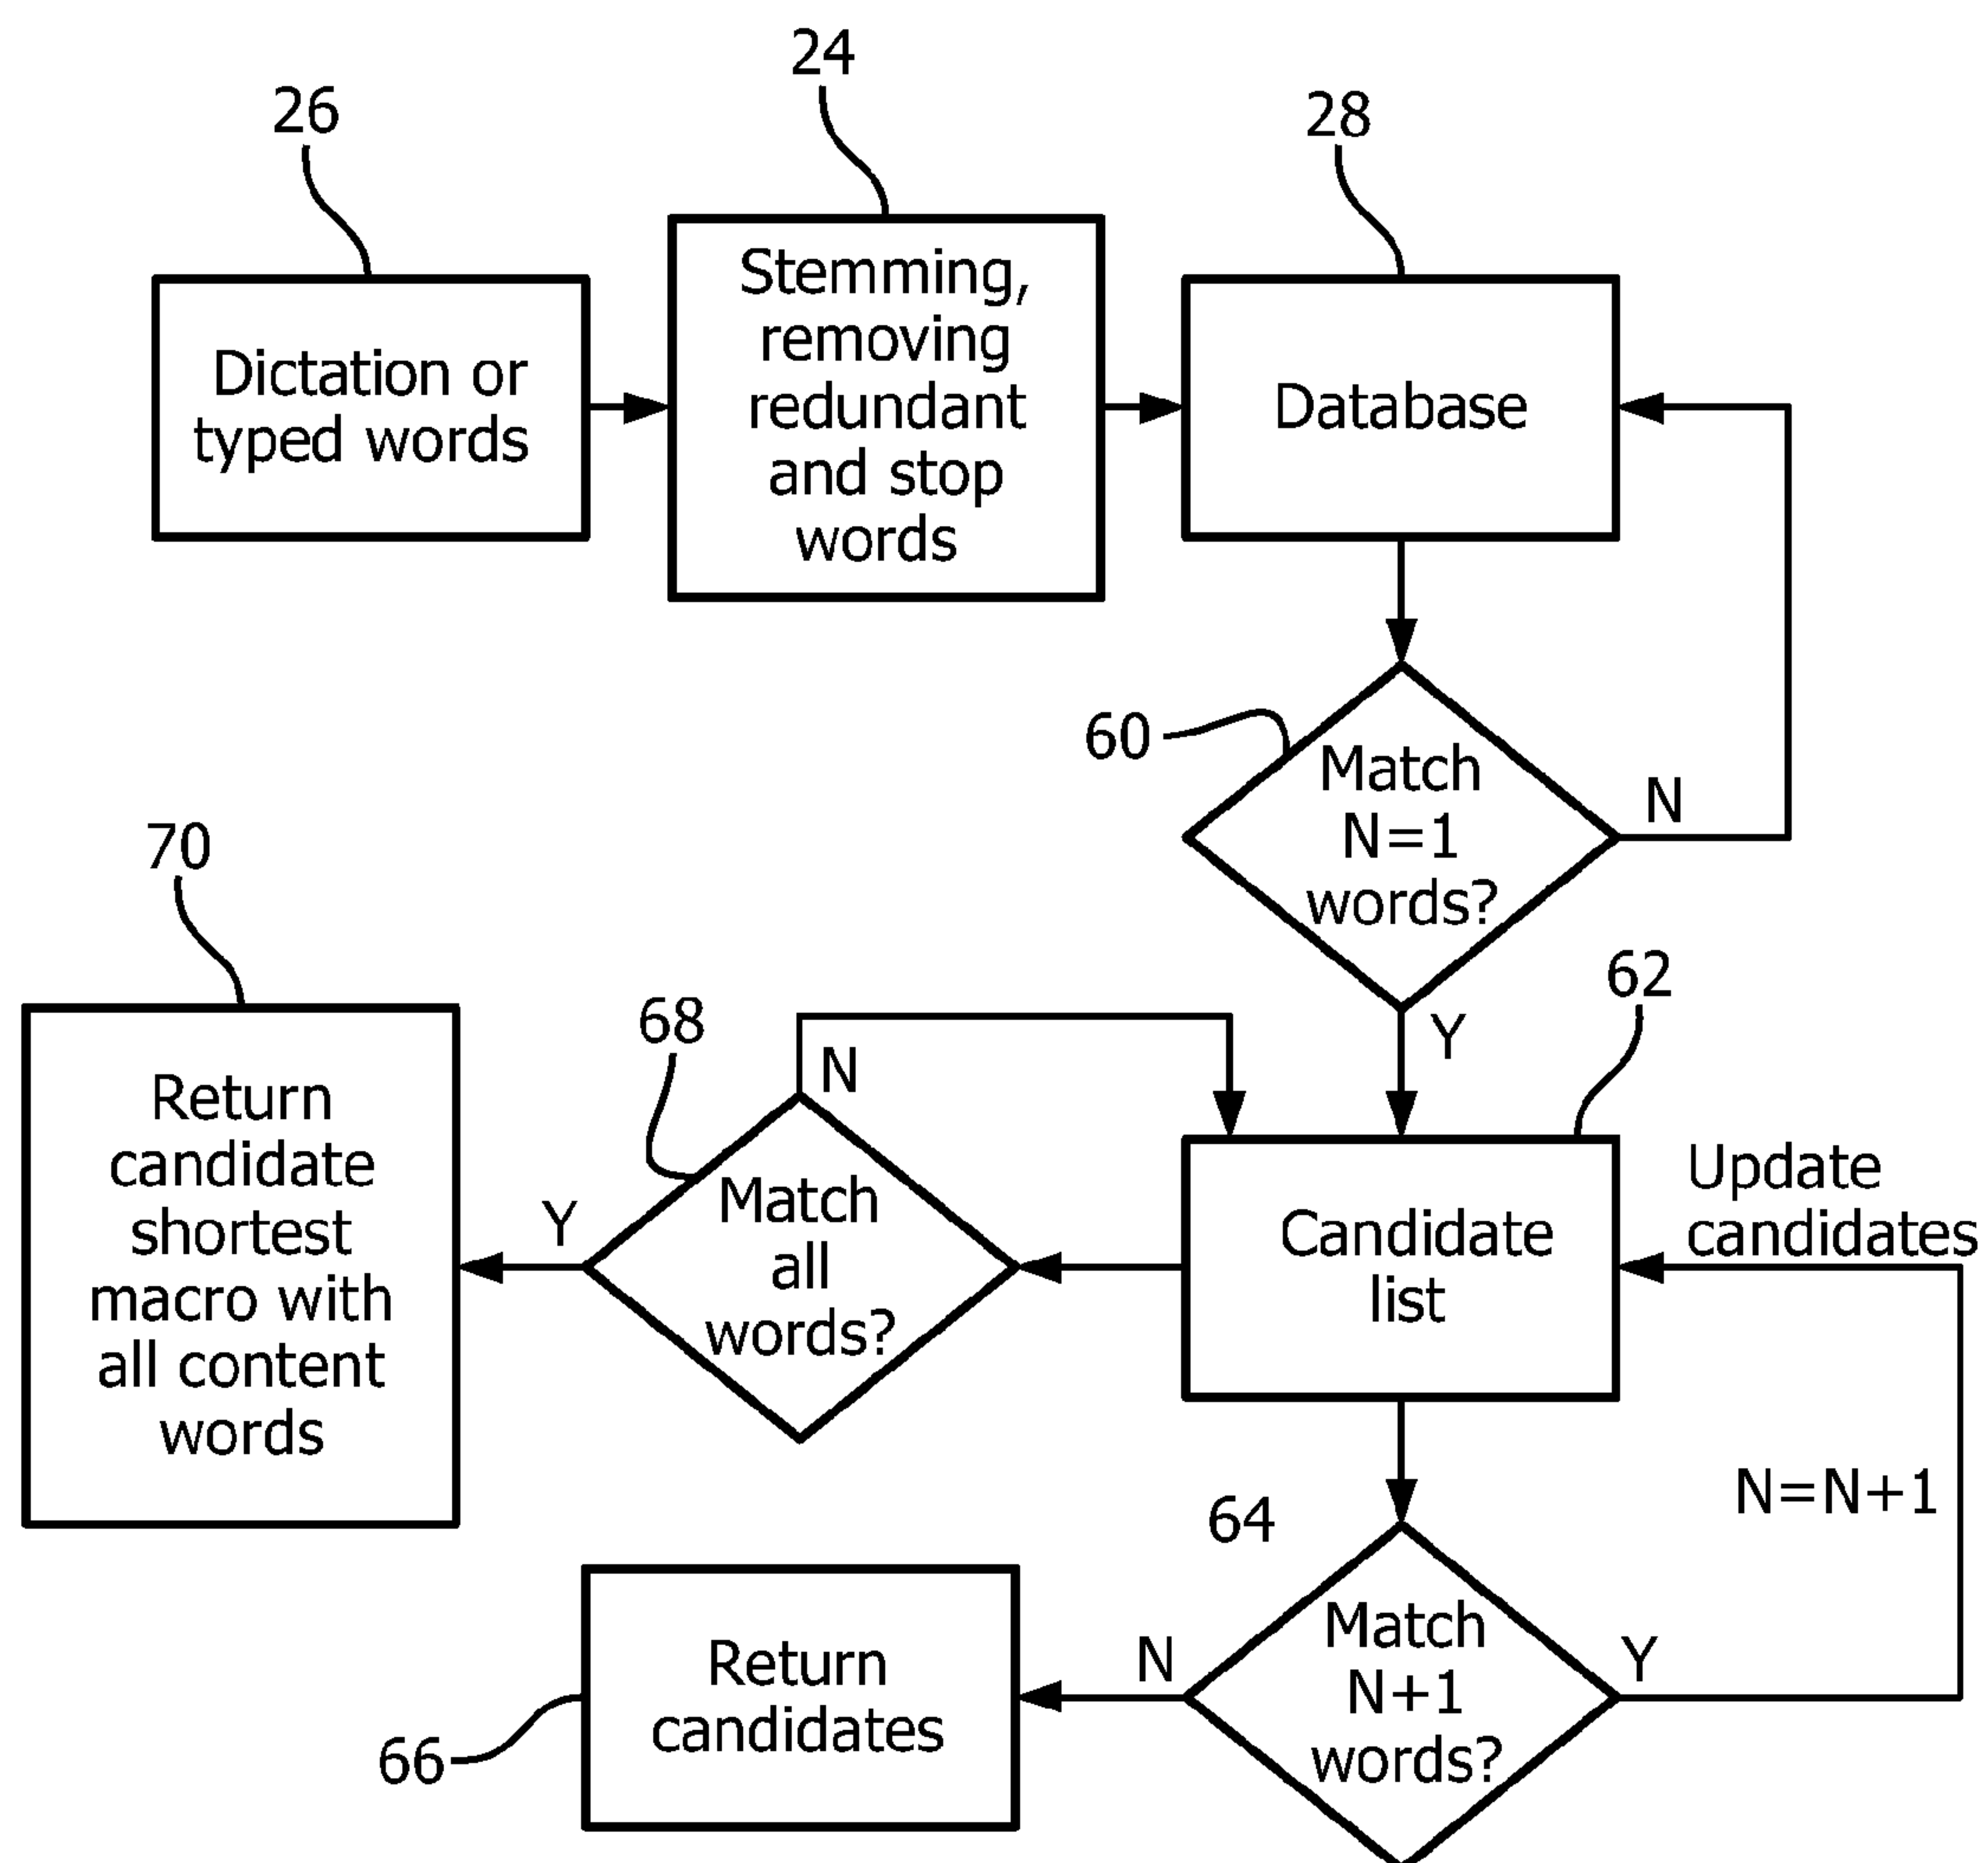 24
26
28
Dictation or
typed words
Stemming,
removing
redundant
and stop
words
Database
60
Match
N=1
words?
N
Y
70
68
62
N
Return
candidate
shortest
macro with
all content
words
Y
Match
all
words?
Candidate
list
Update
candidates
N=N+1
64
Match
N+1
words?
N
Y
Return
candidates
66